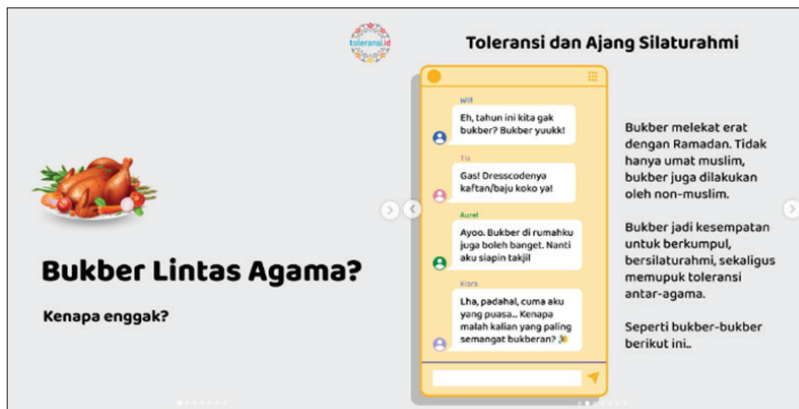 Bukber Lintas Agama?
Kenapa enggak?
toleransi.id
Toleransi dan Ajang Silaturahmi
Will
Eh, tahun ini kita gak
bukber? Bukber yuukk!
Tia
Gas! Dresscodenya
kaftan/baju koko ya!
Aurel
Ayoo. Bukber di rumahku
juga boleh banget. Nanti
aku siapin takjil
Kiara
Lha, padahal, cuma aku
yang puasa... Kenapa
malah kalian yang paling
semangat bukberan?
Bukber melekat erat
dengan Ramadan. Tidak
hanya umat muslim,
bukber juga dilakukan
oleh non-muslim.
Bukber jadi kesempatan
untuk berkumpul,
bersilaturahmi, sekaligus
memupuk toleransi
antar-agama.
Seperti bukber-bukber
berikut ini..